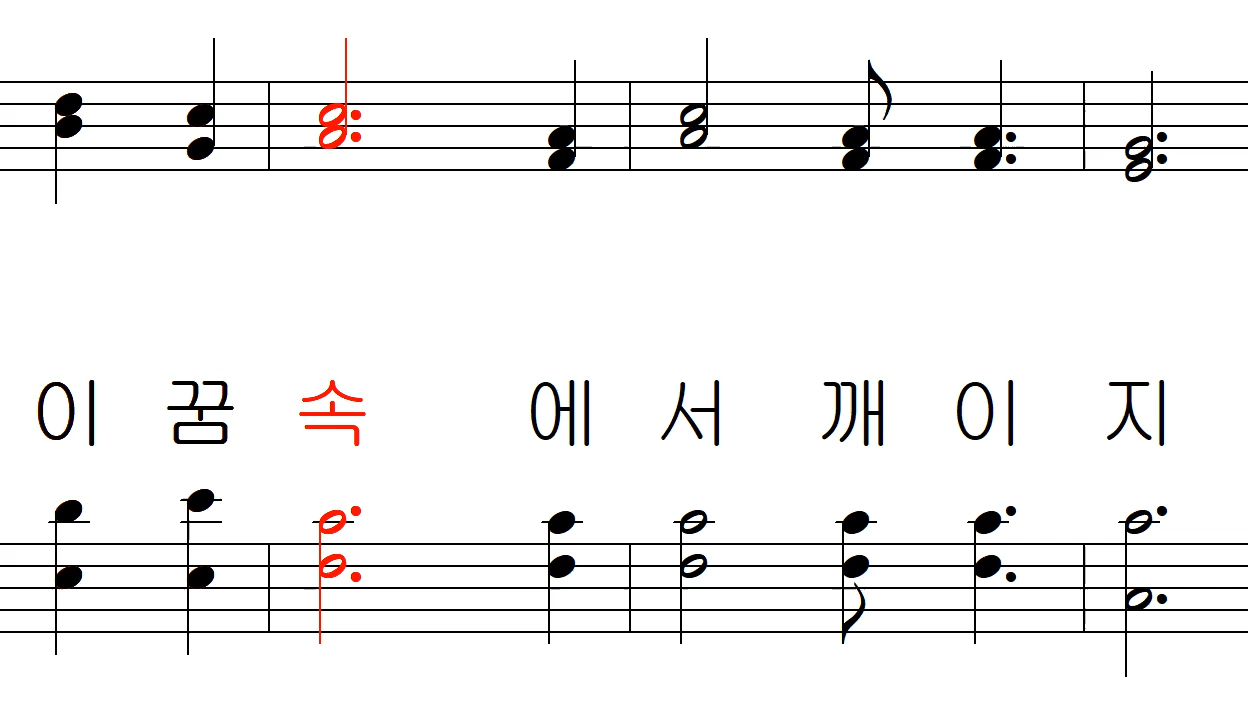 이 꿈 속 에 서 깨 이 지